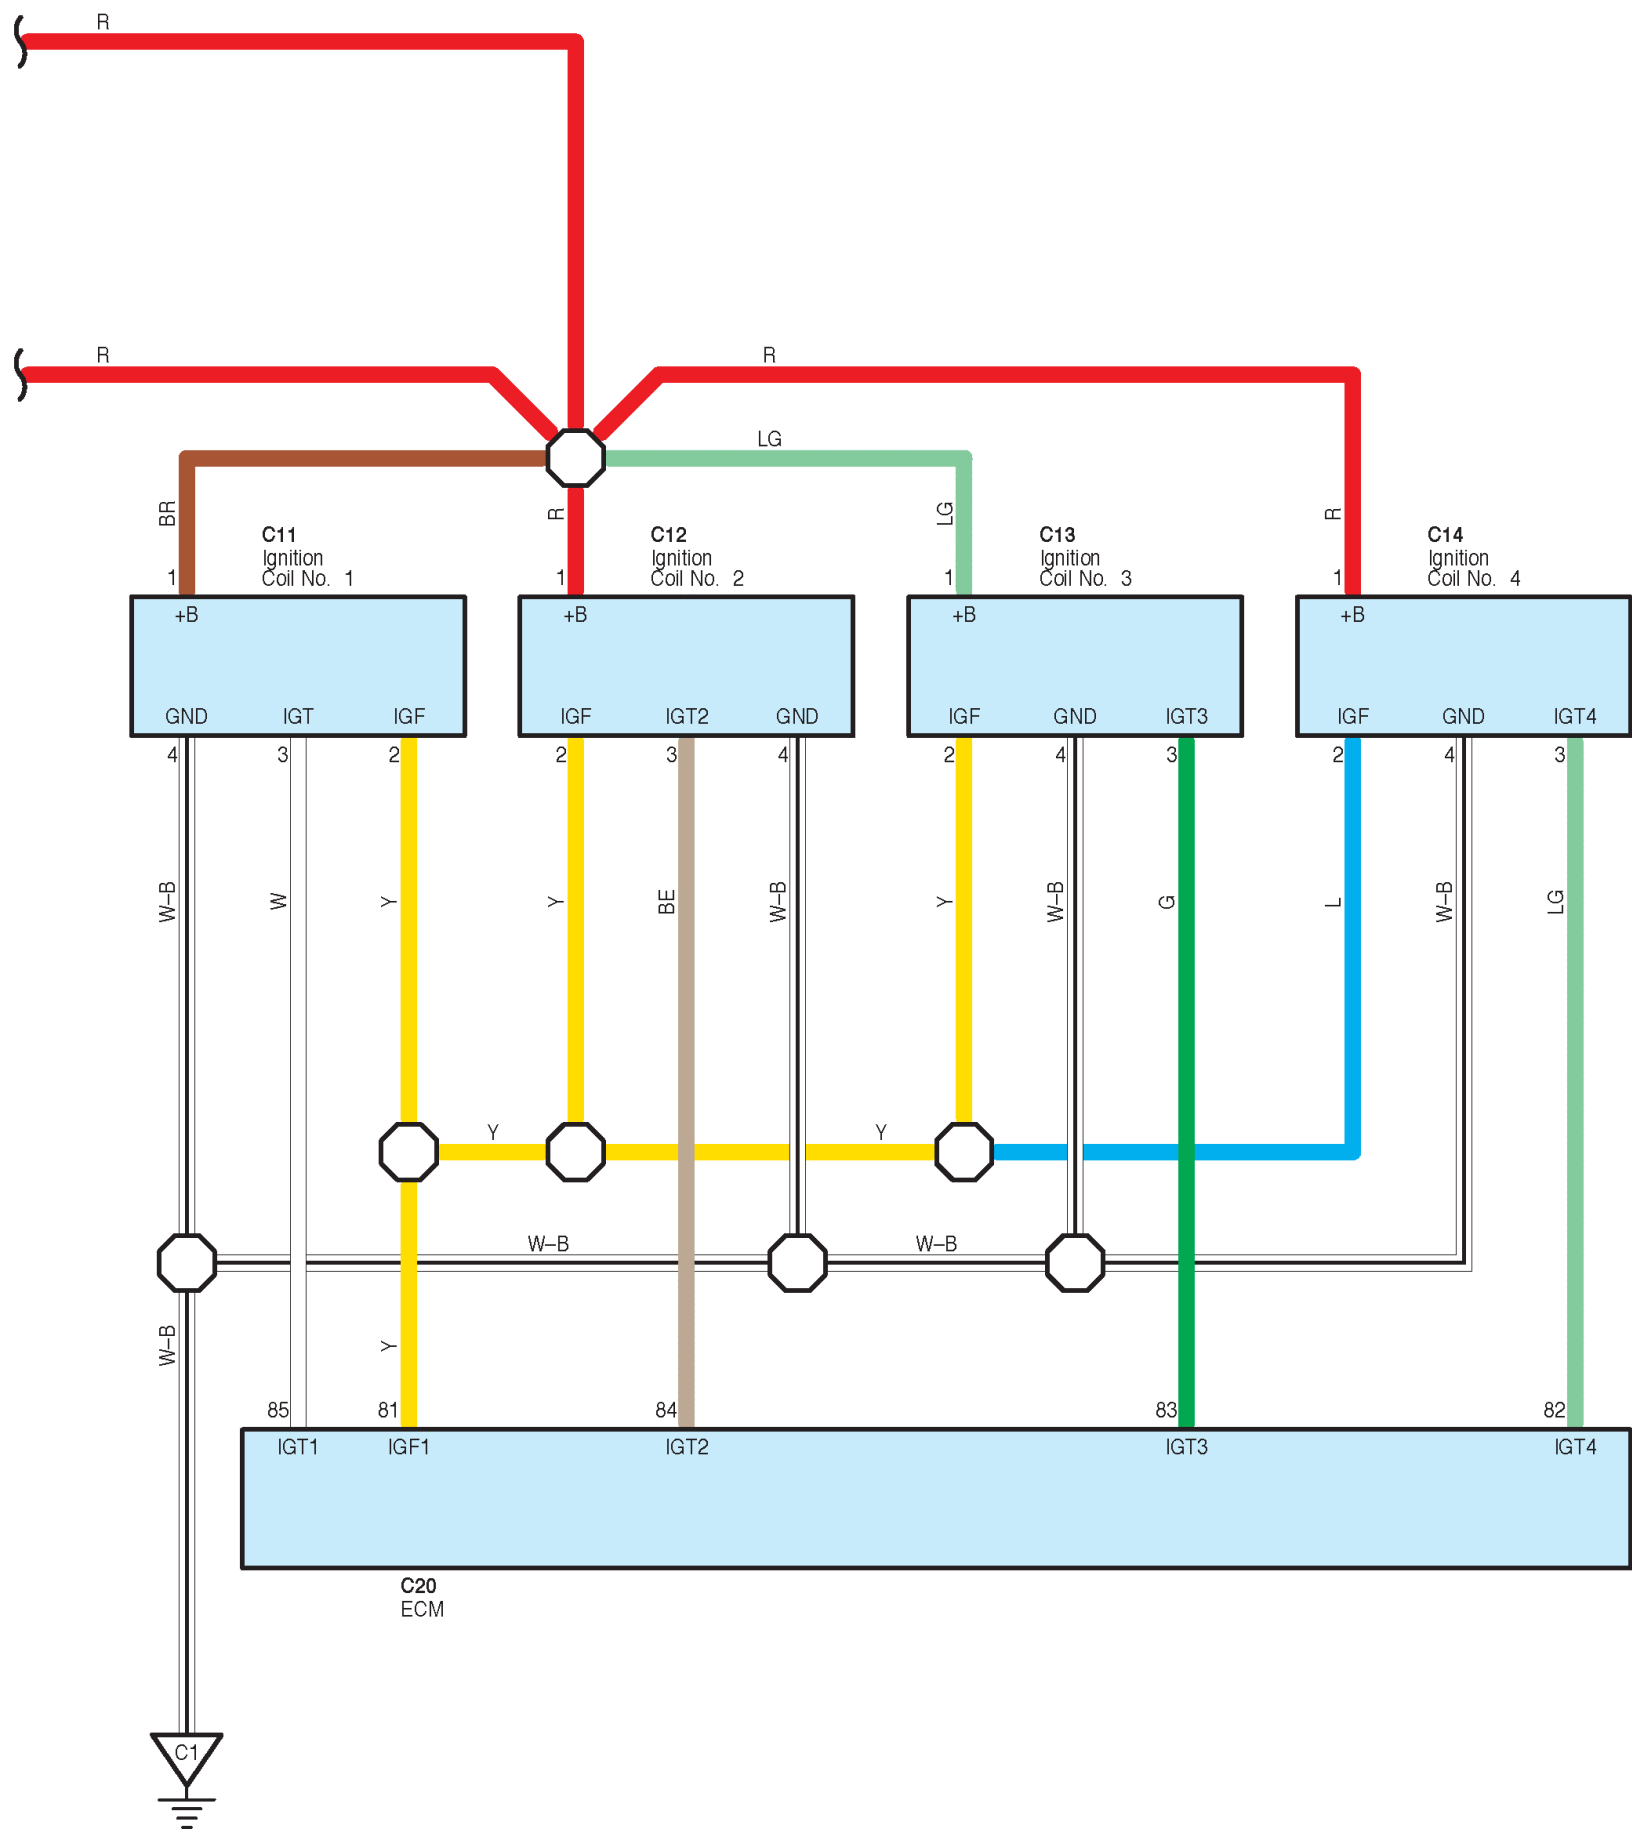 R
R
R
LG
BR
R
LG
R
C11
Ignition
Coil No. 1
C12
Ignition
Coil No. 2
C13
Ignition
Coil No. 3
C14
Ignition
Coil No. 4
1
1
1
1
+B
+B
+B
+B
GND
IGT
IGF
IGF
IGT2
GND
IGF
GND
IGT3
IGF
GND
IGT4
4
3
2
2
3
4
2
4
3
2
4
3
W–B
W
Y
Y
BE
W–B
Y
W–B
G
L
W–B
LG
Y
Y
W–B
W–B
W–B
Y
85
81
84
83
82
IGT1
IGF1
IGT2
IGT3
IGT4
C20
ECM
C1